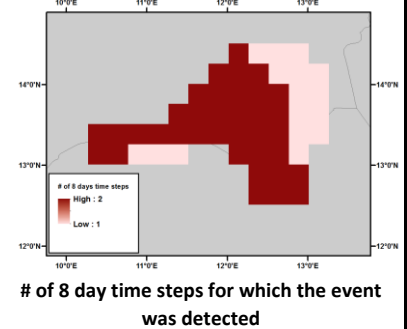 10°0'E 11°0'E 12°0'E 13°0'E
14°0'N 14°0'N
13°0'N 13°0'N
# of 8 days time steps
High : 2
Low : 1
12°0'N 12°0'N
10°0'E 11°0'E 12°0'E 13°0'E
# of 8 day time steps for which the event
was detected